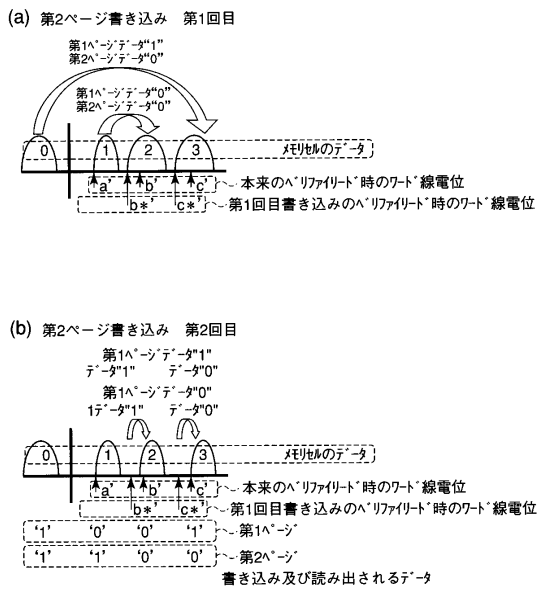 (a) 第2ページ書き込み 第1回目
第1ﾍﾟｰｼﾞﾃﾞｰﾀ“1”
第2ﾍﾟｰｼﾞﾃﾞｰﾀ“0”
第1ﾍﾟｰｼﾞﾃﾞｰﾀ“0”
第2ﾍﾟｰｼﾞﾃﾞｰﾀ“0”
0 1 2 3 ﾒﾓﾘｾﾙのﾃﾞｰﾀ
a' b' c' 本来のﾍﾞﾘﾌｧｲﾘｰﾄﾞ時のワード線電位
b*' c*' 第1回目書き込みのﾍﾞﾘﾌｧｲﾘｰﾄﾞ時のワード線電位
(b) 第2ページ書き込み 第2回目
第1ﾍﾟｰｼﾞﾃﾞｰﾀ"1"
ﾃﾞｰﾀ"1" ﾃﾞｰﾀ"0"
第1ﾍﾟｰｼﾞﾃﾞｰﾀ"0"
1ﾃﾞｰﾀ"1" ﾃﾞｰﾀ"0"
0 1 2 3 ﾒﾓﾘｾﾙのﾃﾞｰﾀ
a' b' c' 本来のﾍﾞﾘﾌｧｲﾘｰﾄﾞ時のワード線電位
b*' c*' 第1回目書き込みのﾍﾞﾘﾌｧｲﾘｰﾄﾞ時のワード線電位
‘1’ ‘0’ ‘0’ ‘1’ 第1ﾍﾟｰｼﾞ
‘1’ ‘1’ ‘0’ ‘0’ 第2ﾍﾟｰｼﾞ
書き込み及び読み出されるデータ